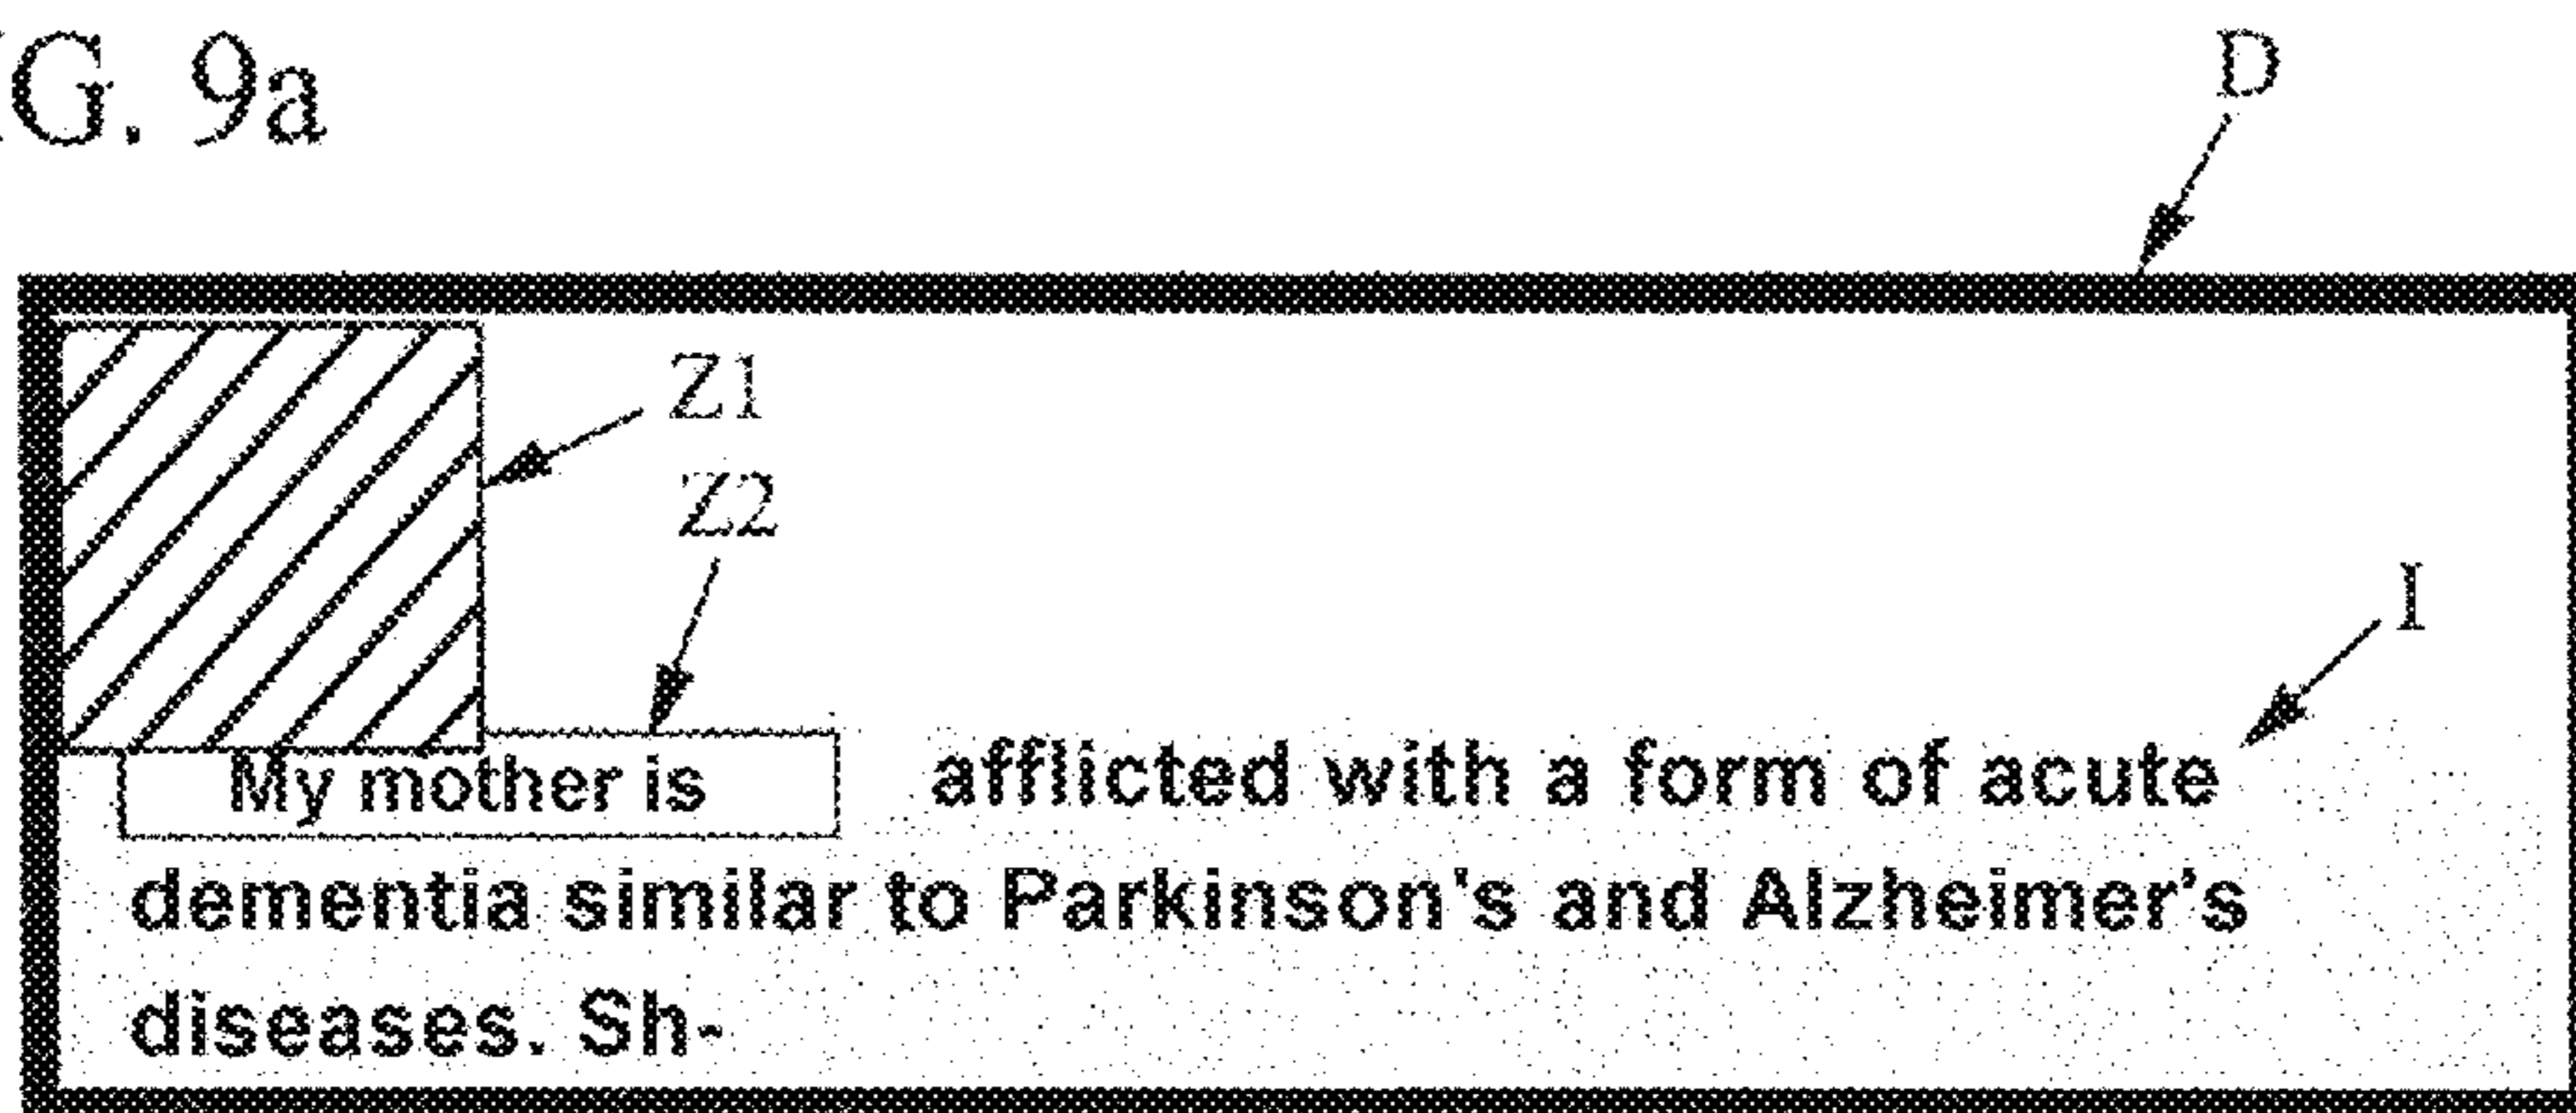 G. 9a
D
Z1
Z2
I
My mother is afflicted with a form of acute
dementia similar to Parkinson's and Alzheimer's
diseases. Sh-